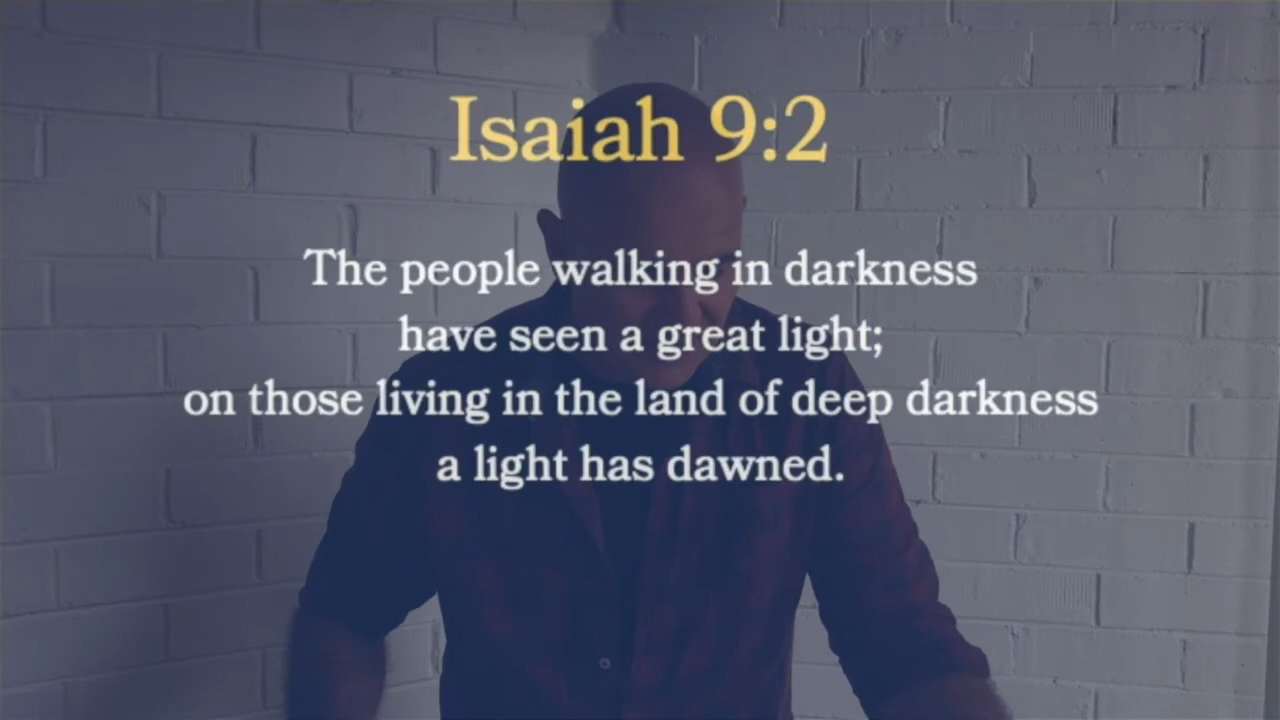 Isaiah 9:2
The people walking in darkness
have seen a great light;
on those living in the land of deep darkness
a light has dawned.